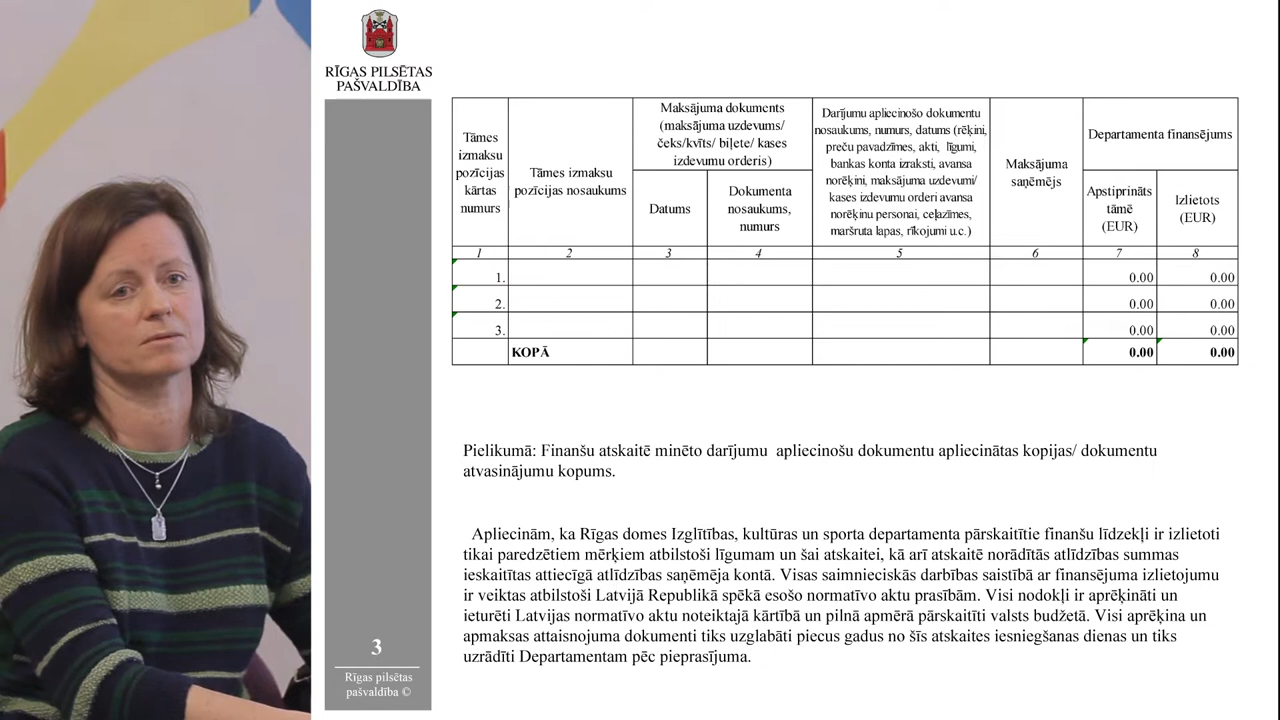 RĪGAS PILSĒTAS
PAŠVALDĪBA
Tāmes
izmaksu
pozīcijas
kārtas
numurs
Tāmes izmaksu
pozīcijas nosaukums
Maksājuma dokuments
(maksājuma uzdevums/
čeks/kvīts/ biļete/ kases
izdevumu orderis)
Datums
Dokumenta
nosaukums,
numurs
Darījumu apliecinošo dokumentu
nosaukums, numurs, datums (rēķini,
preču pavadzīmes, akti, līgumi,
bankas konta izraksti, avansa
norēķini, maksājuma uzdevumi/
kases izdevumu orderi avansa
norēķinu personai, ceļazīmes,
maršruta lapas, rīkojumi u.c.)
Maksājuma
saņēmējs
Departamenta finansējums
Apstiprināts
tāmē
(EUR)
Izlietots
(EUR)
1 2 3 4 5 6 7 8
1. 0.00 0.00
2. 0.00 0.00
3. 0.00 0.00
KOPĀ 0.00 0.00
Pielikumā: Finanšu atskaitē minēto darījumu apliecinošu dokumentu apliecinātas kopijas/ dokumentu
atvasinājumu kopums.
Apliecinām, ka Rīgas domes Izglītības, kultūras un sporta departamenta pārskaitītie finanšu līdzekļi ir izlietoti
tikai paredzētiem mērķiem atbilstoši līgumam un šai atskaitei, kā arī atskaitē norādītās atlīdzības summas
ieskaitītas attiecīgā atlīdzības saņēmēja kontā. Visas saimnieciskās darbības saistībā ar finansējuma izlietojumu
ir veiktas atbilstoši Latvijā Republikā spēkā esošo normatīvo aktu prasībām. Visi nodokļi ir aprēķināti un
ieturēti Latvijas normatīvo aktu noteiktajā kārtībā un pilnā apmērā pārskaitīti valsts budžetā. Visi aprēķina un
apmaksas attaisnojuma dokumenti tiks uzglabāti piecus gadus no šīs atskaites iesniegšanas dienas un tiks
uzrādīti Departamentam pēc pieprasījuma.
3
Rīgas pilsētas
pašvaldība ©